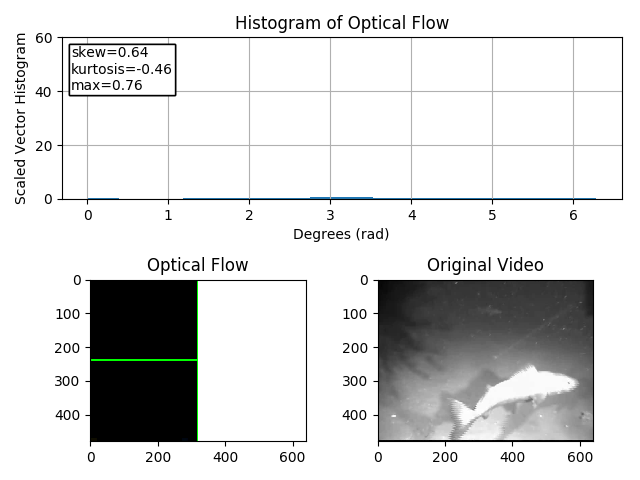 Histogram of Optical Flow
Scaled Vector Histogram
60
40
20
0
skew=0.64
kurtosis=-0.46
max=0.76
0 1 2 3 4 5 6
Degrees (rad)
Optical Flow
0
100
200
300
400
0 200 400 600
Original Video
0
100
200
300
400
0 200 400 600